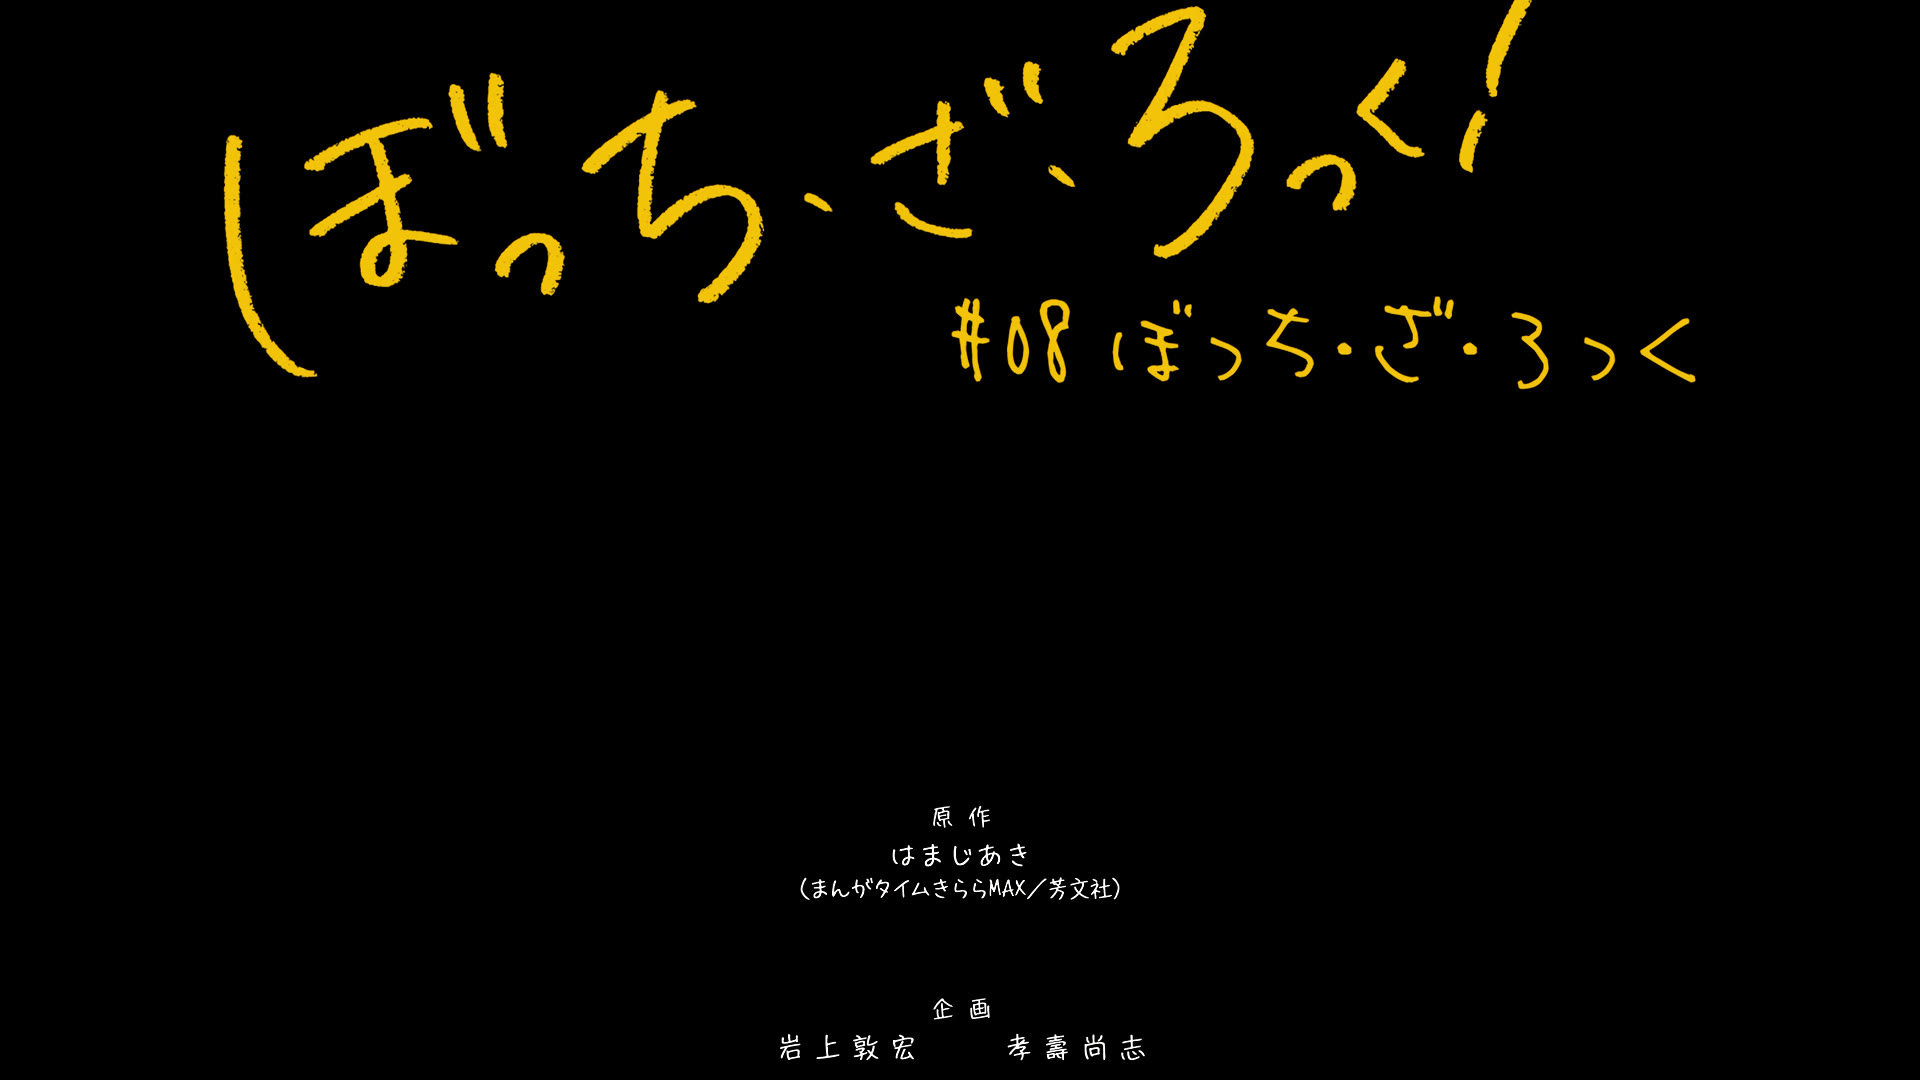 ぼっち・ざ・ろっく!
#08 ぼっち・ざ・ろっく
原作
はまじあき
(まんがタイムきららMAX／芳文社)
企画
岩上敦宏　　孝壽尚志